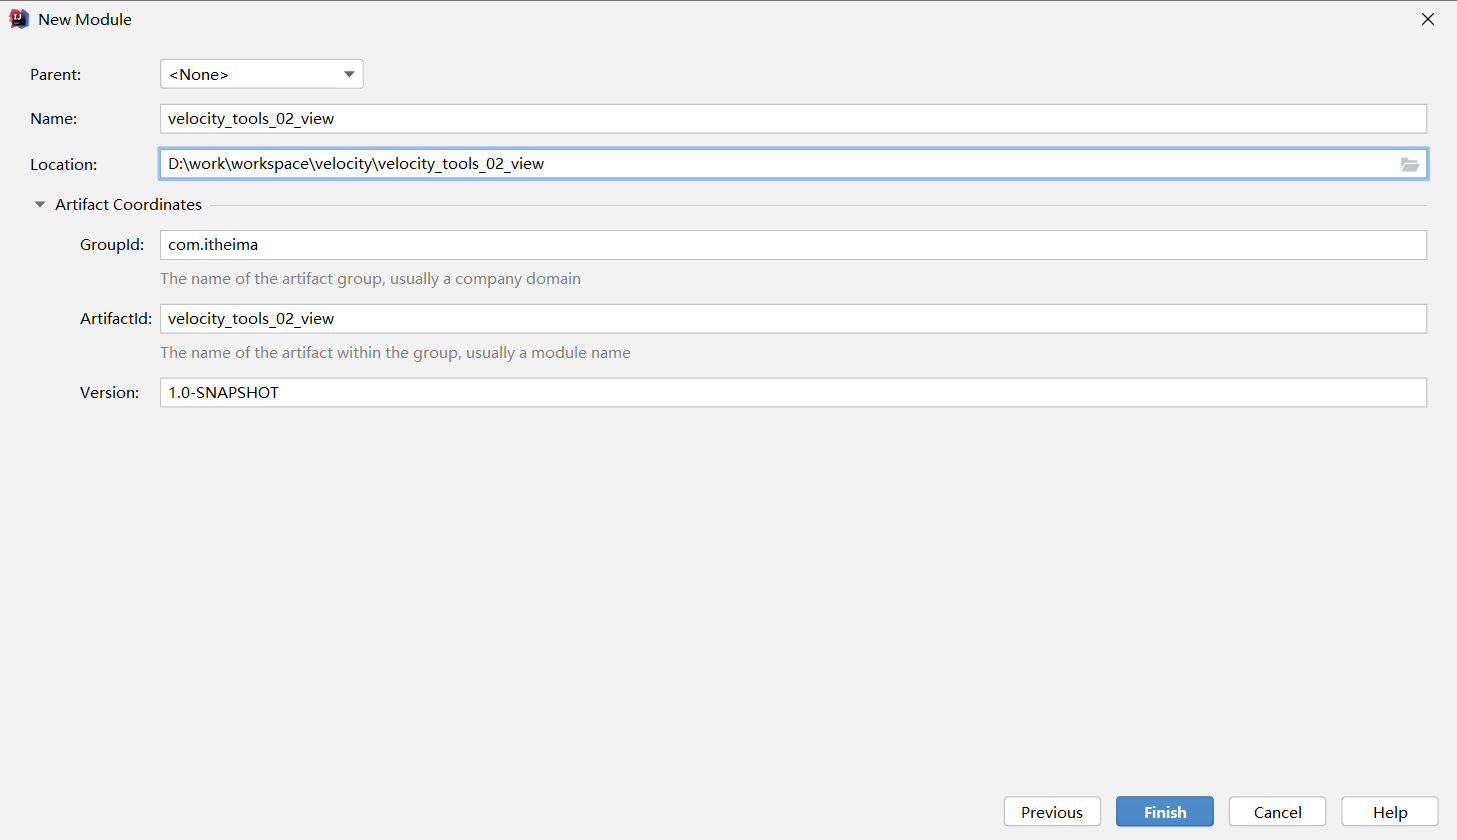 New Module
Parent: <None>
Name: velocity_tools_02_view
Location: D:\work\workspace\velocity\velocity_tools_02_view
Artifact Coordinates
GroupId: com.itheima
The name of the artifact group, usually a company domain
ArtifactId: velocity_tools_02_view
The name of the artifact within the group, usually a module name
Version: 1.0-SNAPSHOT
Previous Finish Cancel Help